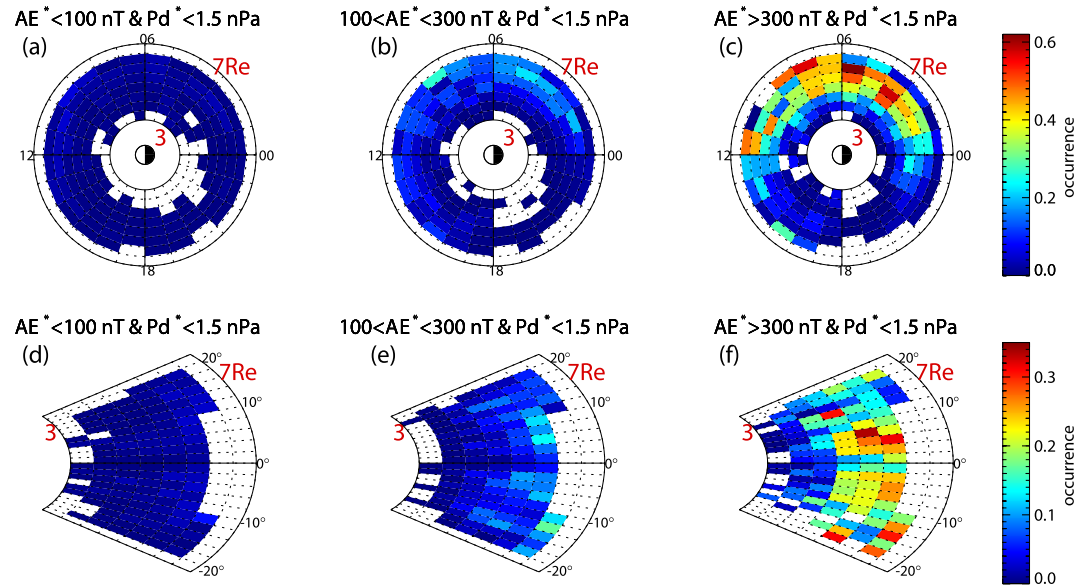 AE*<100 nT & Pd*<1.5 nPa
100<AE*<300 nT & Pd*<1.5 nPa
AE*>300 nT & Pd*<1.5 nPa
(a)
06
7Re
3
12
00
18
(b)
06
7Re
3
12
00
18
(c)
06
7Re
3
12
00
18
0.6
0.4
0.2
0.0
occurrence
AE*<100 nT & Pd*<1.5 nPa
100<AE*<300 nT & Pd*<1.5 nPa
AE*>300 nT & Pd*<1.5 nPa
(d)
20°
7Re
10°
3
0°
-10°
-20°
(e)
20°
7Re
10°
3
0°
-10°
-20°
(f)
20°
7Re
10°
3
0°
-10°
-20°
0.3
0.2
0.1
0.0
occurrence